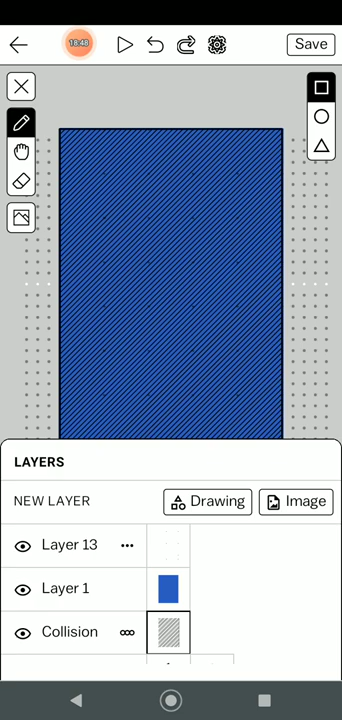 18:48
Save
LAYERS
NEW LAYER
Drawing
Image
Layer 13
Layer 1
Collision